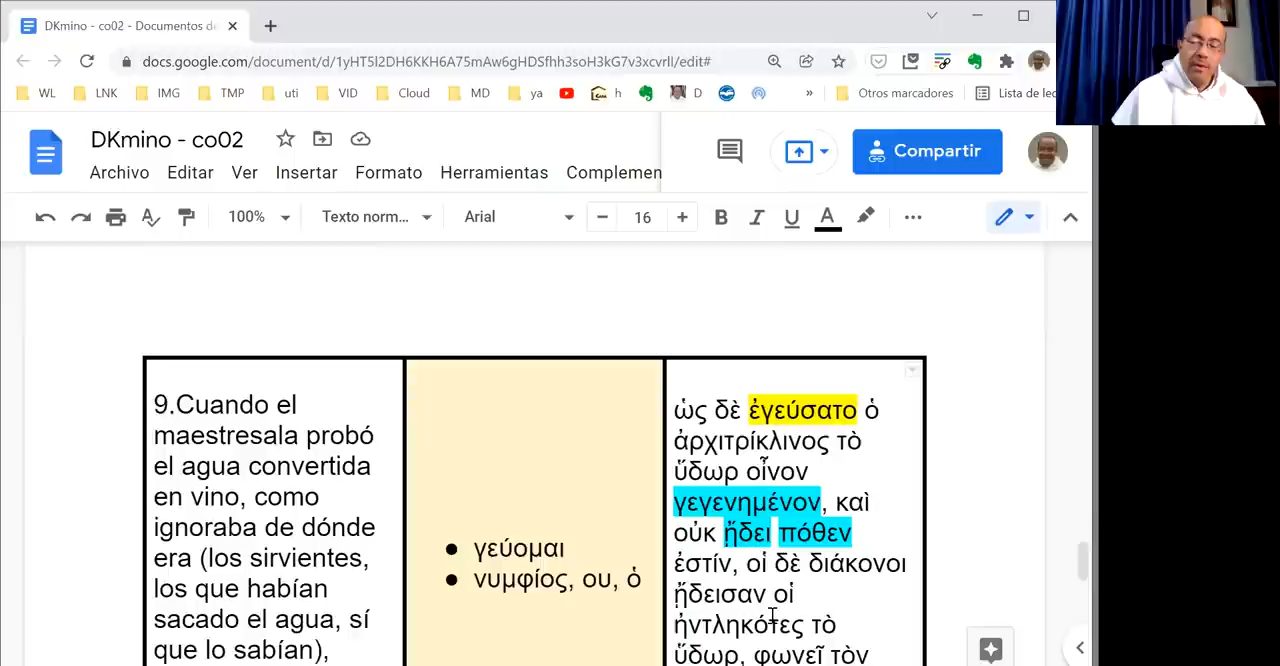 DKmino - co02 - Documentos de
docs.google.com/document/d/1yHT5l2DH6KKH6A75mAw6gHDSfhh3soH3kG7v3xcvrlI/edit#
WL LNK IMG TMP uti VID Cloud MD ya h D » Otros marcadores Lista de lec
DKmino - co02
Compartir
Archivo Editar Ver Insertar Formato Herramientas Complemen
100% Texto norm... Arial 16 B I U A
9.Cuando el
maestresala probó
el agua convertida
en vino, como
ignoraba de dónde
era (los sirvientes,
los que habían
sacado el agua, sí
que lo sabían),
● γεύομαι
● νυμφίος, ου, ὁ
ὡς δὲ ἐγεύσατο ὁ
ἀρχιτρίκλινος τὸ
ὕδωρ οἶνον
γεγενημένον, καὶ
οὐκ ᾔδει πόθεν
ἐστίν, οἱ δὲ διάκονοι
ᾔδεισαν οἱ
ἠντληκότες τὸ
ὕδωρ, φωνεῖ τὸν